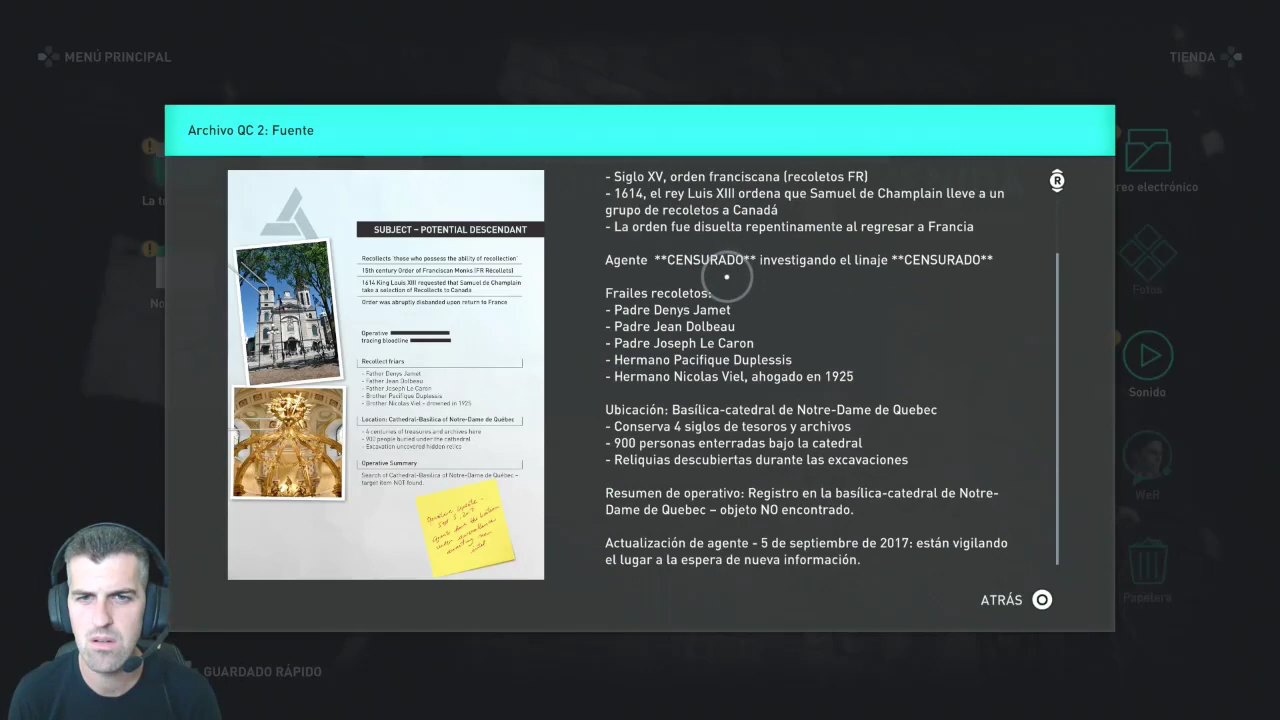 MENÚ PRINCIPAL
TIENDA
Archivo QC 2: Fuente
SUBJECT – POTENTIAL DESCENDANT
Recollects 'those who possess the ability of recollection'
15th century Order of Franciscan Monks (FR Récollets)
1614 King Louis XIII requested that Samuel de Champlain
take a selection of Recollects to Canada
Order was abruptly disbanded upon return to France
Operative
tracing bloodline
Recollect friars
- Father Denys Jamet
- Father Jean Dolbeau
- Father Joseph Le Caron
- Brother Pacifique Duplessis
- Brother Nicolas Viel - drowned in 1925
Location: Cathedral-Basilica of Notre-Dame de Québec
- 4 centuries of treasures and archives here
- 900 people buried under the cathedral
- Excavation uncovered hidden relics
Operative Summary
Search of Cathedral-Basilica of Notre-Dame de Québec –
target item NOT found.
- Siglo XV, orden franciscana (recoletos FR)
- 1614, el rey Luis XIII ordena que Samuel de Champlain lleve a un
grupo de recoletos a Canadá
- La orden fue disuelta repentinamente al regresar a Francia
Agente **CENSURADO** investigando el linaje **CENSURADO**
Frailes recoletos:
- Padre Denys Jamet
- Padre Jean Dolbeau
- Padre Joseph Le Caron
- Hermano Pacifique Duplessis
- Hermano Nicolas Viel, ahogado en 1925
Ubicación: Basílica-catedral de Notre-Dame de Quebec
- Conserva 4 siglos de tesoros y archivos
- 900 personas enterradas bajo la catedral
- Reliquias descubiertas durante las excavaciones
Resumen de operativo: Registro en la basílica-catedral de Notre-
Dame de Quebec – objeto NO encontrado.
Actualización de agente - 5 de septiembre de 2017: están vigilando
el lugar a la espera de nueva información.
R
ATRÁS
reo electrónico
Fotos
Sonido
WeR
Papelera
GUARDADO RÁPIDO